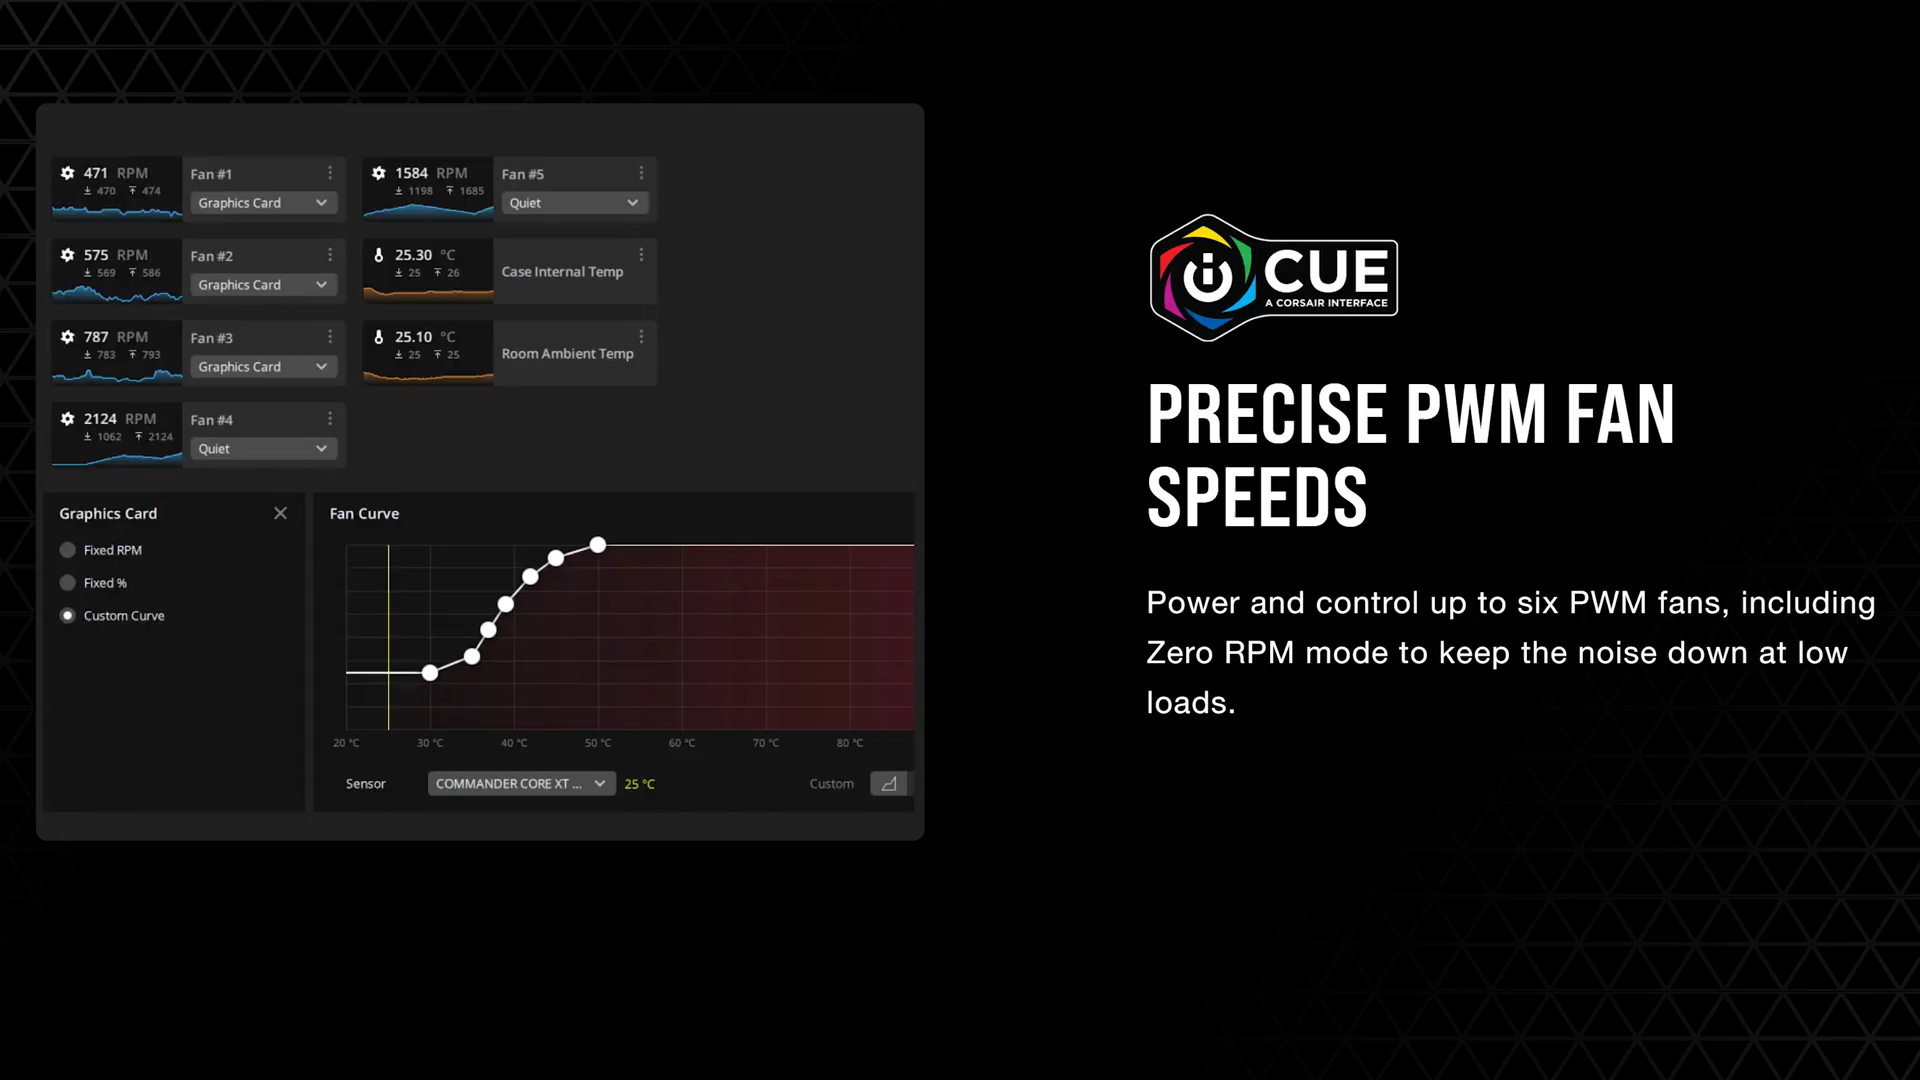 471 RPM
470 474
Fan #1
Graphics Card
1584 RPM
1198 1685
Fan #5
Quiet
575 RPM
569 586
Fan #2
Graphics Card
25.30 °C
25 26
Case Internal Temp
787 RPM
783 793
Fan #3
Graphics Card
25.10 °C
25 25
Room Ambient Temp
2124 RPM
1062 2124
Fan #4
Quiet
Graphics Card
Fixed RPM
Fixed %
Custom Curve
Fan Curve
20 °C 30 °C 40 °C 50 °C 60 °C 70 °C 80 °C
Sensor COMMANDER CORE XT ... 25 °C Custom
iCUE
A CORSAIR INTERFACE
PRECISE PWM FAN
SPEEDS
Power and control up to six PWM fans, including
Zero RPM mode to keep the noise down at low
loads.